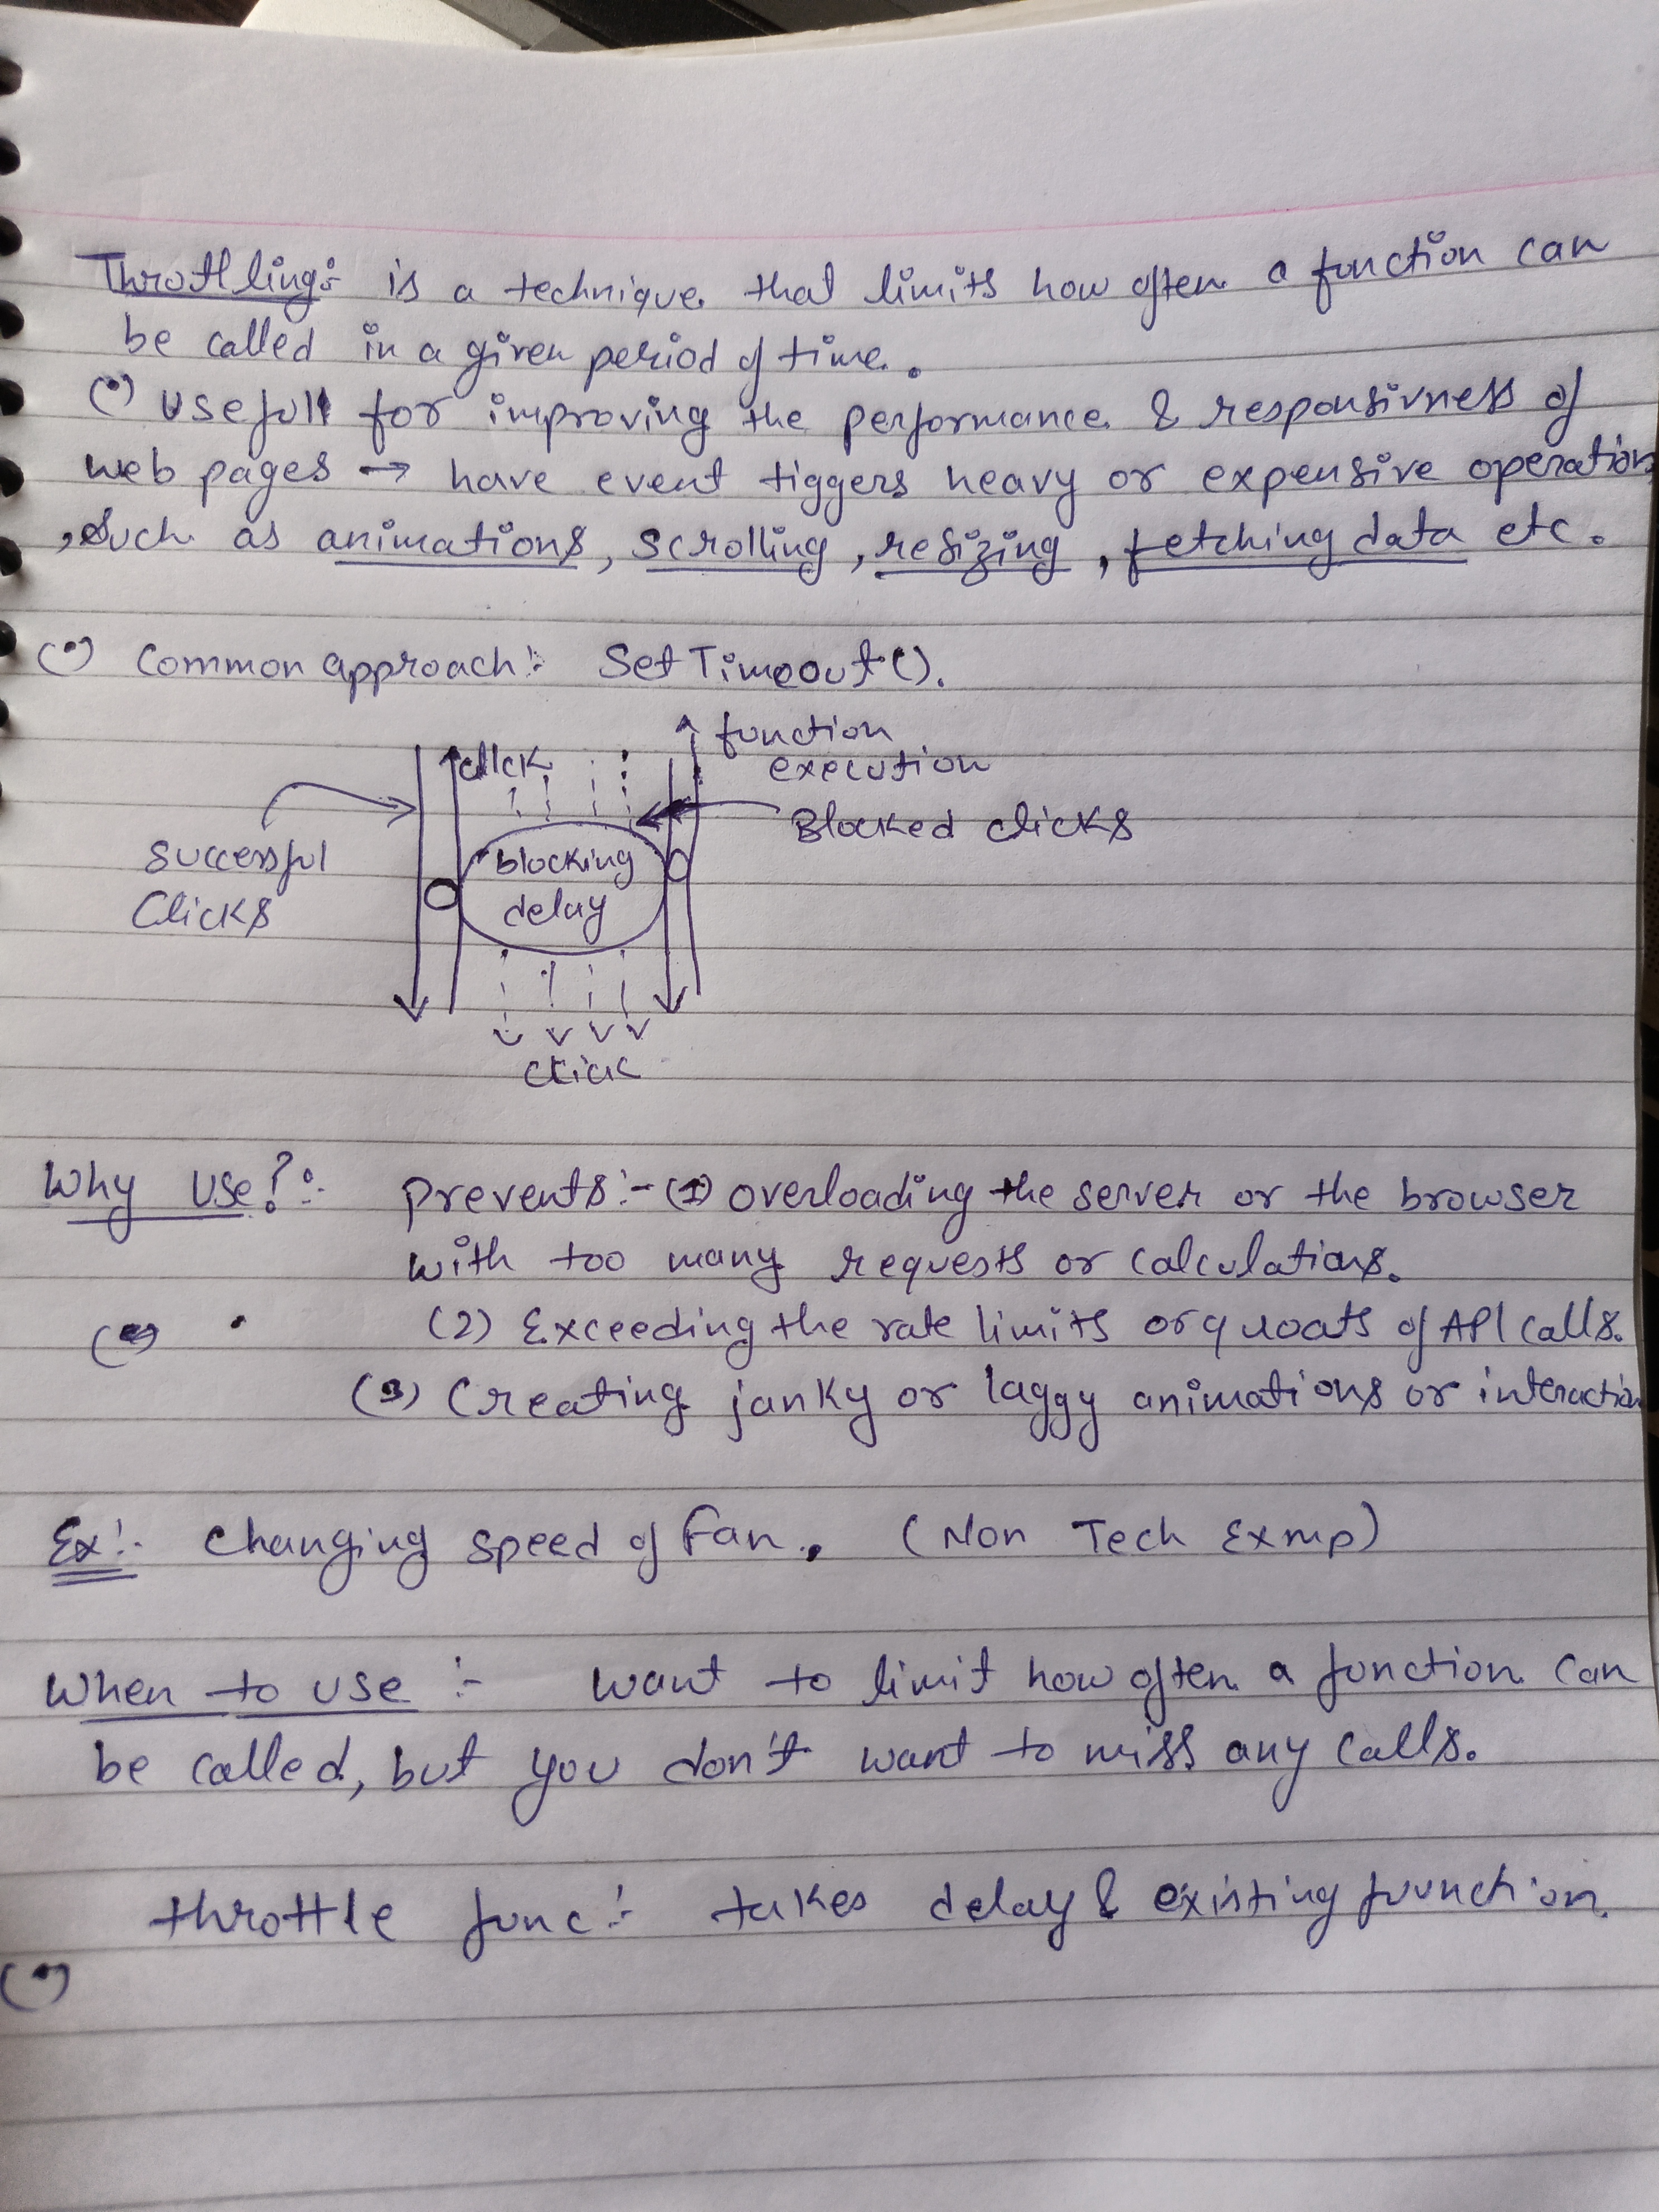 Throttling:- is a technique that limits how often a function can
be called in a given period of time.
(•) Usefull for improving the performance & responsivness of
web pages → have event tiggers heavy or expensive operation
, such as animations, scrolling, resizing, fetching data etc.
(•) Common approach:- SetTimeout().
function
click execution
Blocked clicks
Successful blocking
Clicks delay
click
Why Use?:- prevents:- (1) overloading the server or the browser
with too many requests or calculations.
(2) Exceeding the rate limits or quoats of API calls.
(3) Creating janky or laggy animations or interaction
Ex:- Changing speed of Fan. (Non Tech Exmp)
When to use :- want to limit how often a function can
be called, but you don't want to miss any calls.
throttle func:- takes delay & existing fuunction.
(•)